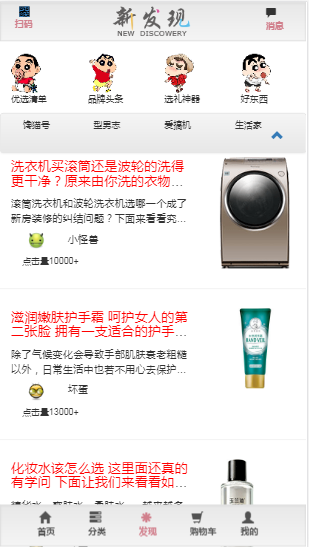 扫码
新发现
NEW DISCOWERY
消息
优选清单
品牌头条
选礼神器
好东西
馋猫号
型男志
爱搞机
生活家
洗衣机买滚筒还是波轮的洗得
更干净？原来由你洗的衣物…
滚筒洗衣机和波轮洗衣机选哪一个成了
新房装修的纠结问题？下面来看看究…
小怪兽
点击量10000+
滋润嫩肤护手霜 呵护女人的第
二张脸 拥有一支适合的护手…
除了气候变化会导致手部肌肤衰老粗糙
以外，日常生活中也若不用心去保护…
坏蛋
点击量13000+
HAND VEIL
化妆水该怎么选 这里面还真的
有学问 下面让我们来看看如…
玉兰油
首页
分类
发现
购物车
我的